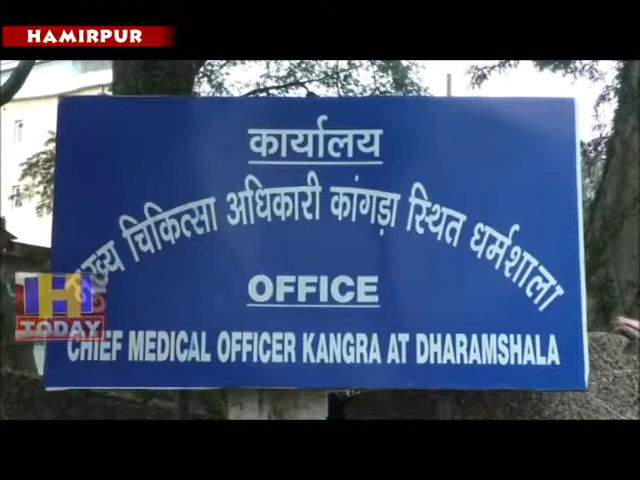 HAMIRPUR
कार्यालय
मुख्य चिकित्सा अधिकारी कांगड़ा स्थित धर्मशाला
OFFICE
CHIEF MEDICAL OFFICER KANGRA AT DHARAMSHALA
H
TODAY